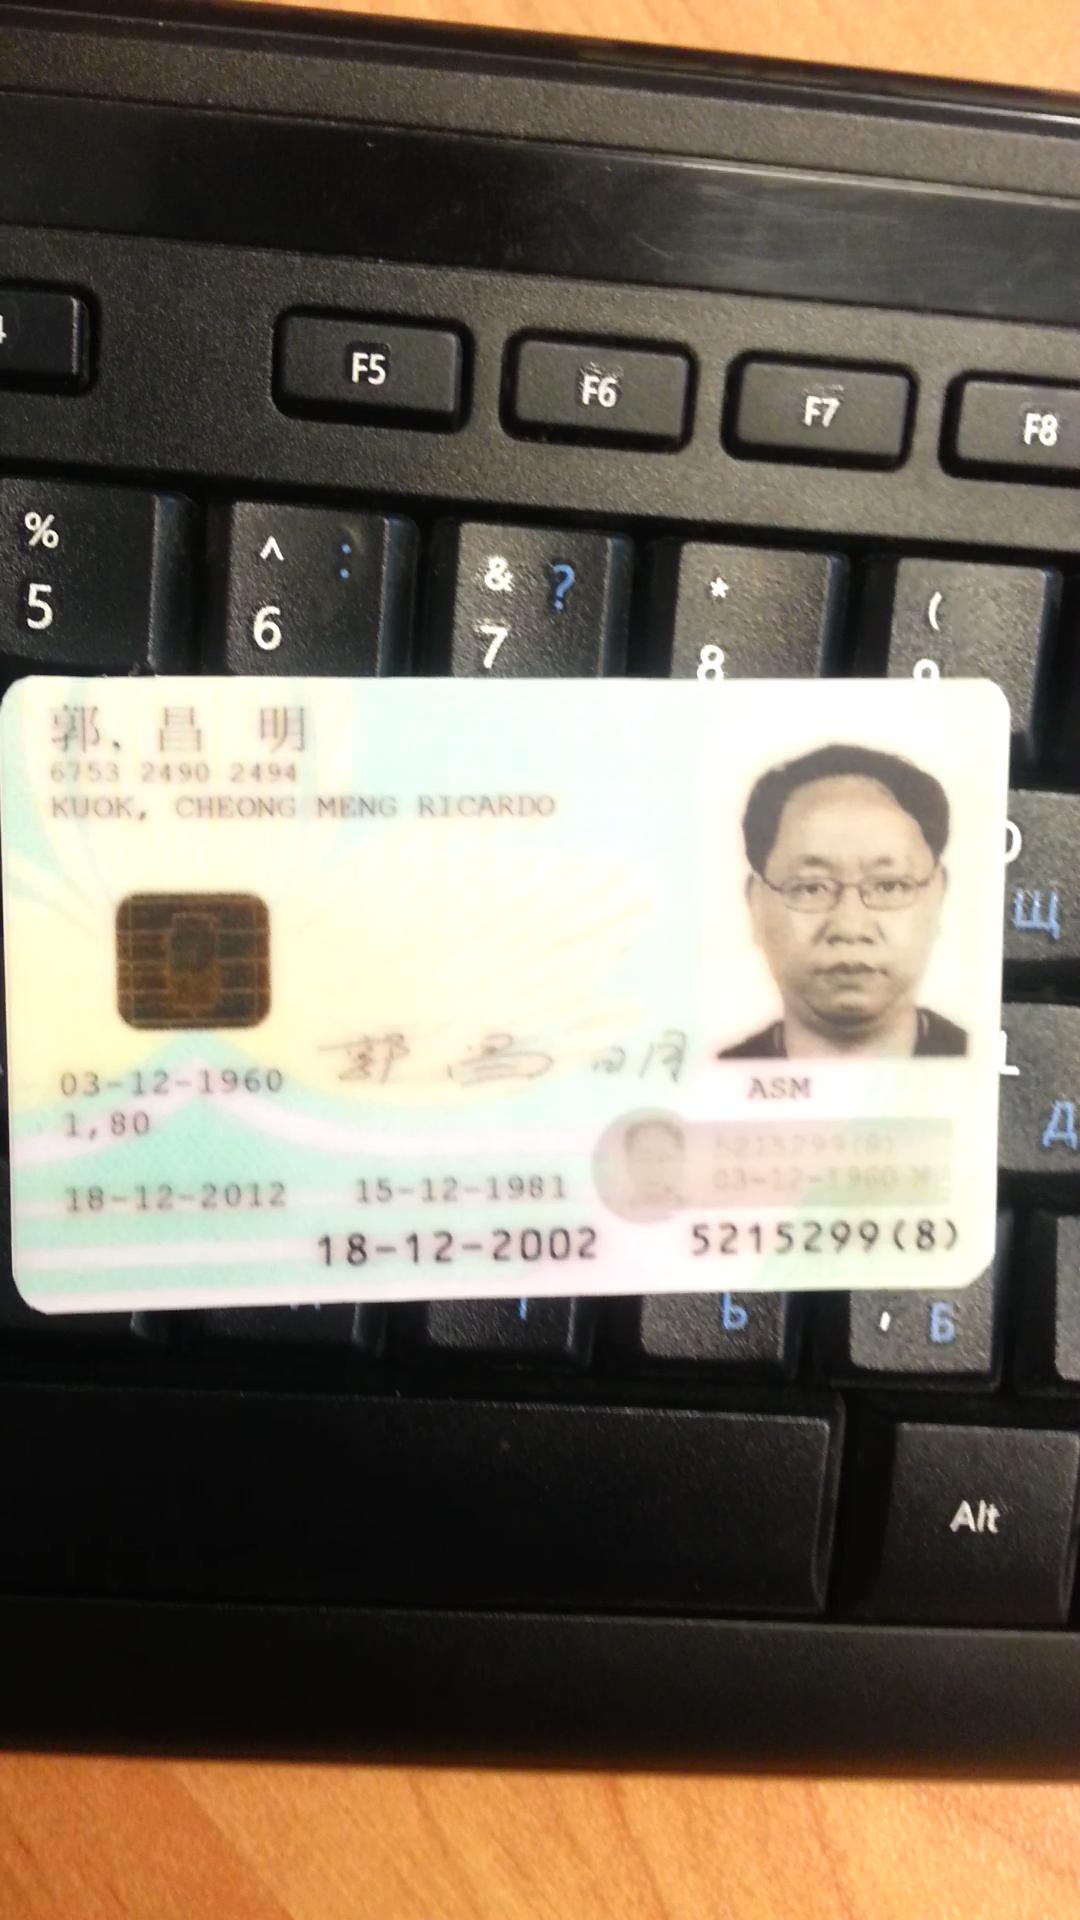 F5
F6
F7
F8
%
5
^ :
6
& ?
7
*
8
(
郭, 昌 明
6753 2490 2494
KUOK, CHEONG MENG RICARDO
Щ
郭 昌 明
03-12-1960
ASM
1,80
Д
5215299(8)
03-12-1960 M
18-12-2012 15-12-1981
18-12-2002 5215299(8)
Ь
, Б
Alt